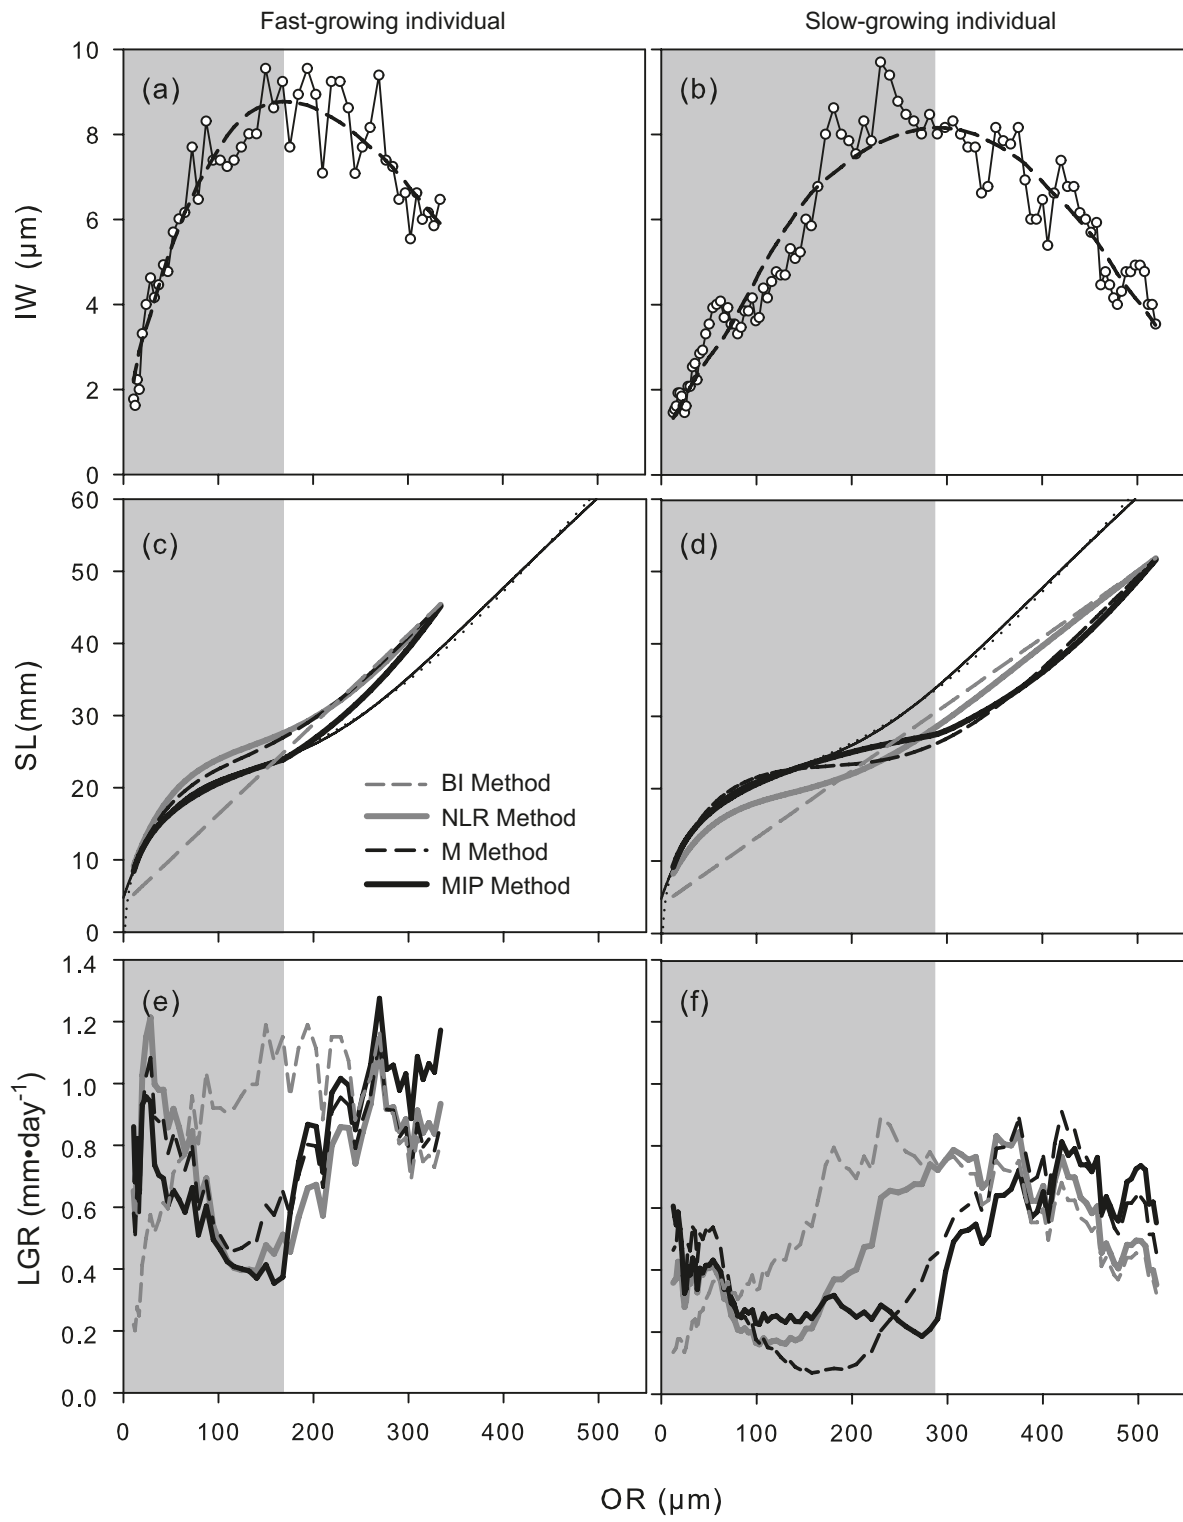 Fast-growing individual Slow-growing individual
10
(a) (b)
8
6
IW (µm)
4
2
0
0 100 200 300 400 500 0 100 200 300 400 500
60
(c) (d)
50
40
30
SL(mm)
20
10
0
BI Method
NLR Method
M Method
MIP Method
1.4
(e) (f)
1.2
1.0
0.8
0.6
LGR (mm•day⁻¹)
0.4
0.2
0.0
OR (µm)